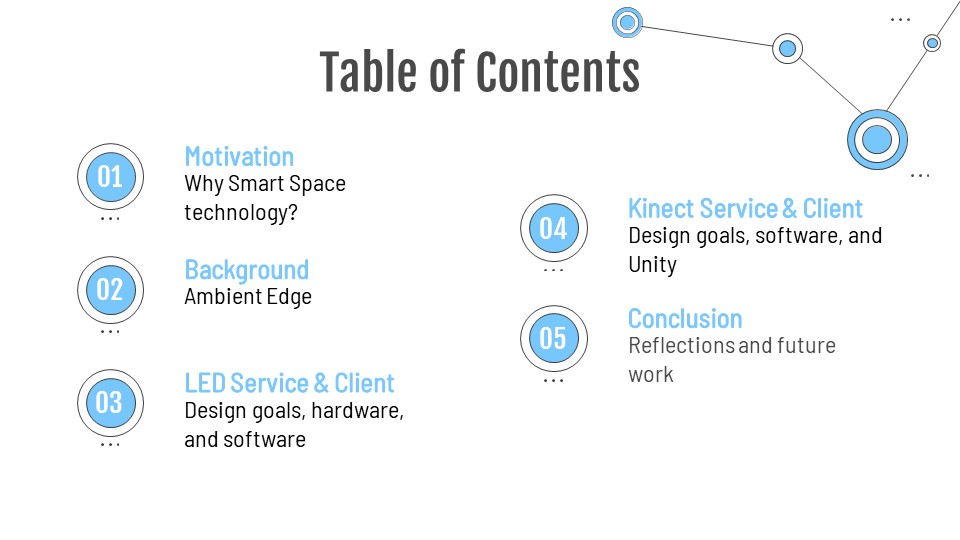 Table of Contents
01
Motivation
Why Smart Space
technology?
02
Background
Ambient Edge
03
LED Service & Client
Design goals, hardware,
and software
04
Kinect Service & Client
Design goals, software, and
Unity
05
Conclusion
Reflections and future
work